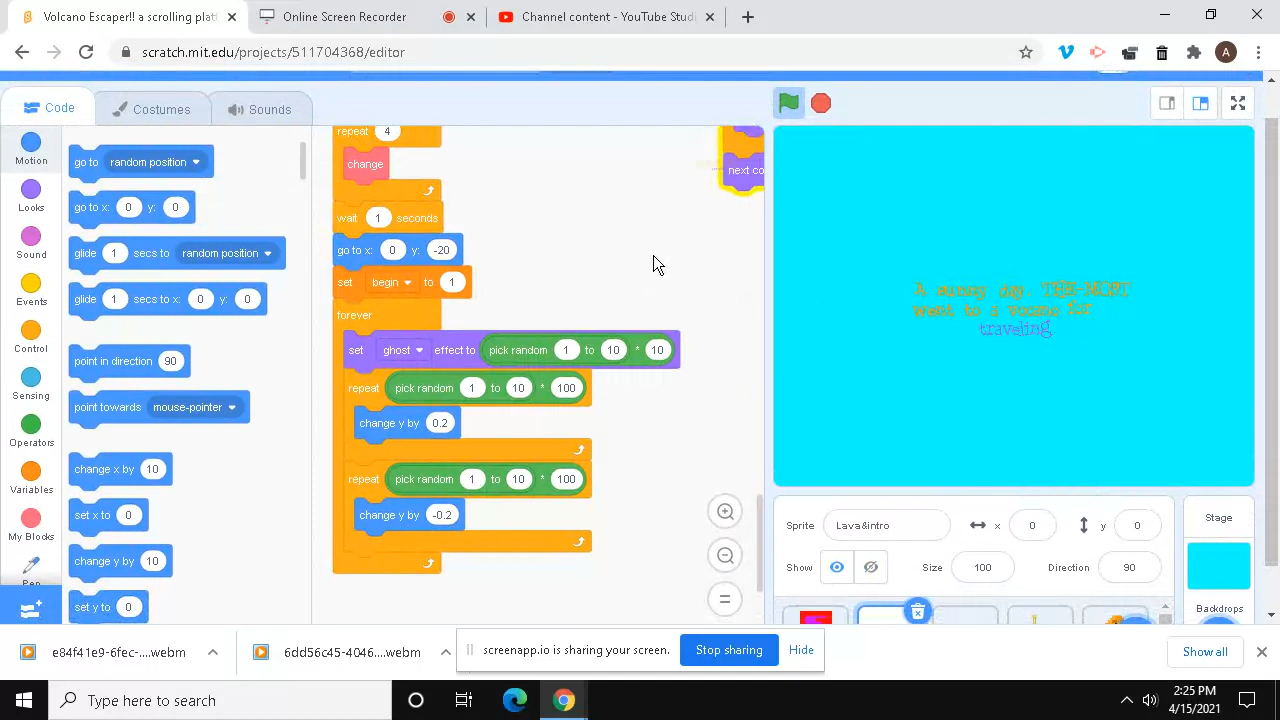 Volcano Escaper!! a scrolling plat
Online Screen Recorder
Channel content - YouTube Studi
scratch.mit.edu/projects/511704368/editor
A
Code
Costumes
Sounds
Motion
Looks
Sound
Events
Control
Sensing
Operators
Variables
My Blocks
Pen
go to random position
go to x: 0 y: 0
glide 1 secs to random position
glide 1 secs to x: 0 y: 0
point in direction 90
point towards mouse-pointer
change x by 10
set x to 0
change y by 10
set y to 0
repeat 4
change
wait 1 seconds
go to x: 0 y: -20
set begin to 1
forever
set ghost effect to pick random 1 to 10 * 10
repeat pick random 1 to 10 * 100
change y by 0.2
repeat pick random 1 to 10 * 100
change y by -0.2
next co
A sunny day. THE-MORT
went to a vocano for
traveling
Sprite Lava&intro x 0 y 0
Show Size 100 Direction 90
Stage
Backdrops
e84f41e9-6fec-....webm
6dd56c45-4046....webm
screenapp.io is sharing your screen.
Stop sharing
Hide
Show all
Type here to search
2:25 PM
4/15/2021